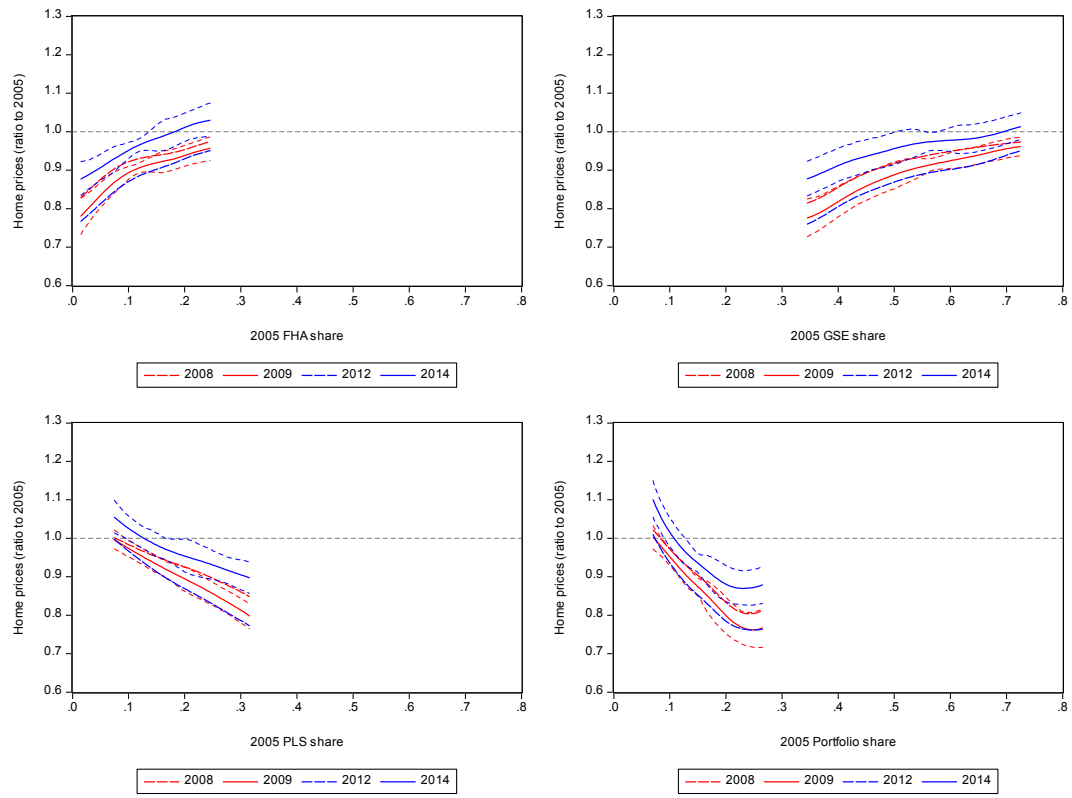 1.3
1.2
1.1
1.0
0.9
0.8
0.7
0.6
Home prices (ratio to 2005)
.0 .1 .2 .3 .4 .5 .6 .7 .8
2005 FHA share
2008 2009 2012 2014
1.3
1.2
1.1
1.0
0.9
0.8
0.7
0.6
Home prices (ratio to 2005)
.0 .1 .2 .3 .4 .5 .6 .7 .8
2005 GSE share
2008 2009 2012 2014
1.3
1.2
1.1
1.0
0.9
0.8
0.7
0.6
Home prices (ratio to 2005)
.0 .1 .2 .3 .4 .5 .6 .7 .8
2005 PLS share
2008 2009 2012 2014
1.3
1.2
1.1
1.0
0.9
0.8
0.7
0.6
Home prices (ratio to 2005)
.0 .1 .2 .3 .4 .5 .6 .7 .8
2005 Portfolio share
2008 2009 2012 2014